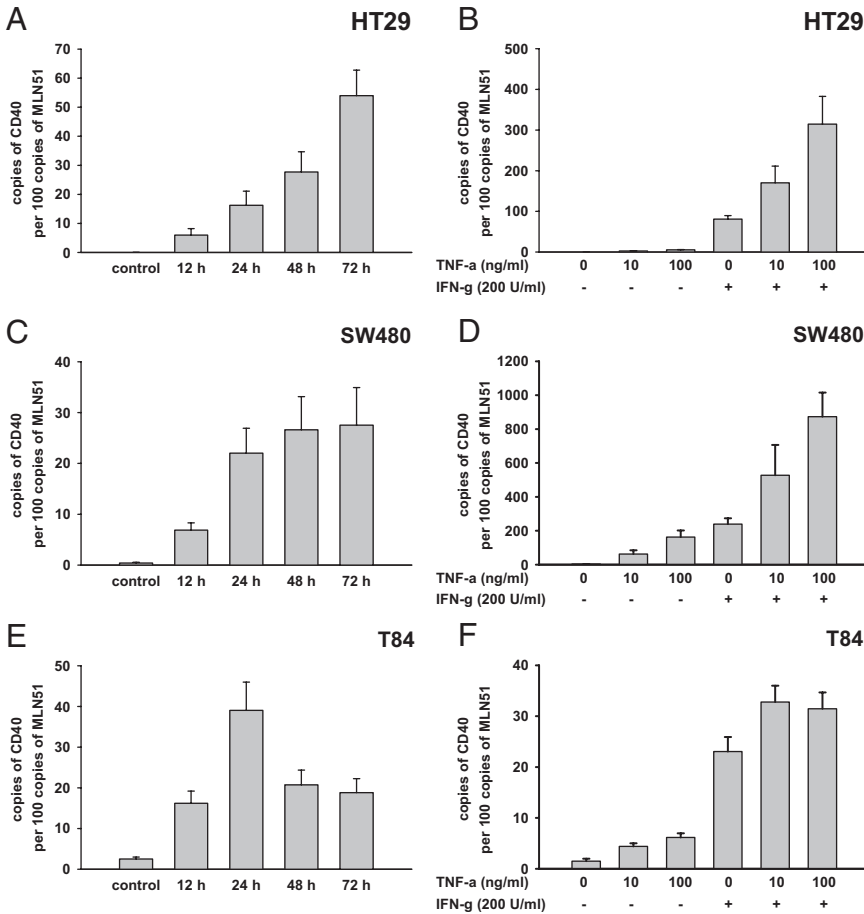 A HT29
copies of CD40
per 100 copies of MLN51
70
60
50
40
30
20
10
0
control 12 h 24 h 48 h 72 h
B HT29
copies of CD40
per 100 copies of MLN51
500
400
300
200
100
0
TNF-a (ng/ml) 0 10 100 0 10 100
IFN-g (200 U/ml) - - - + + +
C SW480
copies of CD40
per 100 copies of MLN51
40
30
20
10
0
control 12 h 24 h 48 h 72 h
D SW480
copies of CD40
per 100 copies of MLN51
1200
1000
800
600
400
200
0
TNF-a (ng/ml) 0 10 100 0 10 100
IFN-g (200 U/ml) - - - + + +
E T84
copies of CD40
per 100 copies of MLN51
50
40
30
20
10
0
control 12 h 24 h 48 h 72 h
F T84
copies of CD40
per 100 copies of MLN51
40
30
20
10
0
TNF-a (ng/ml) 0 10 100 0 10 100
IFN-g (200 U/ml) - - - + + +